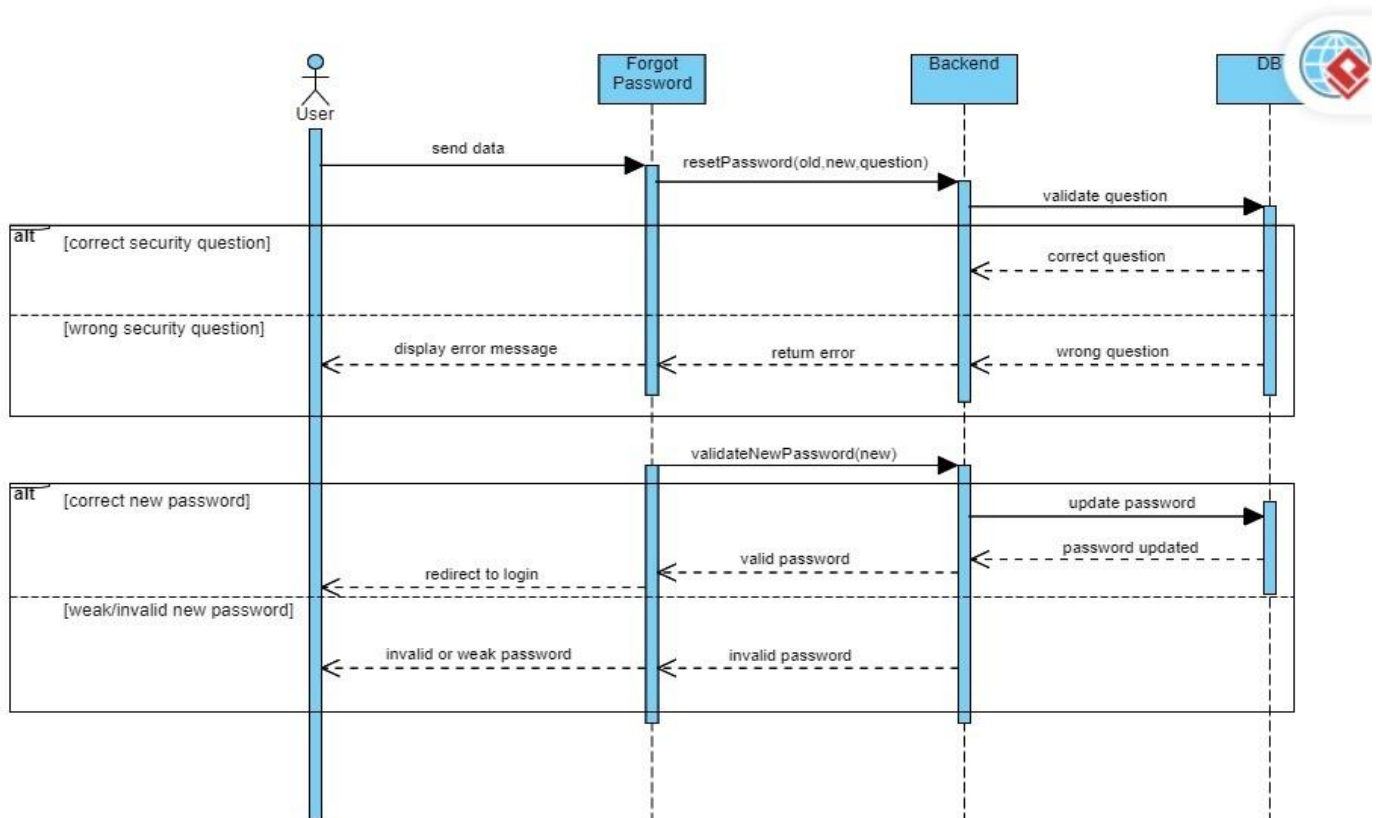 Forgot
Password
Backend
DB
User
send data
resetPassword(old,new,question)
validate question
alt
[correct security question]
correct question
[wrong security question]
display error message
return error
wrong question
validateNewPassword(new)
alt
[correct new password]
update password
password updated
valid password
redirect to login
[weak/invalid new password]
invalid or weak password
invalid password